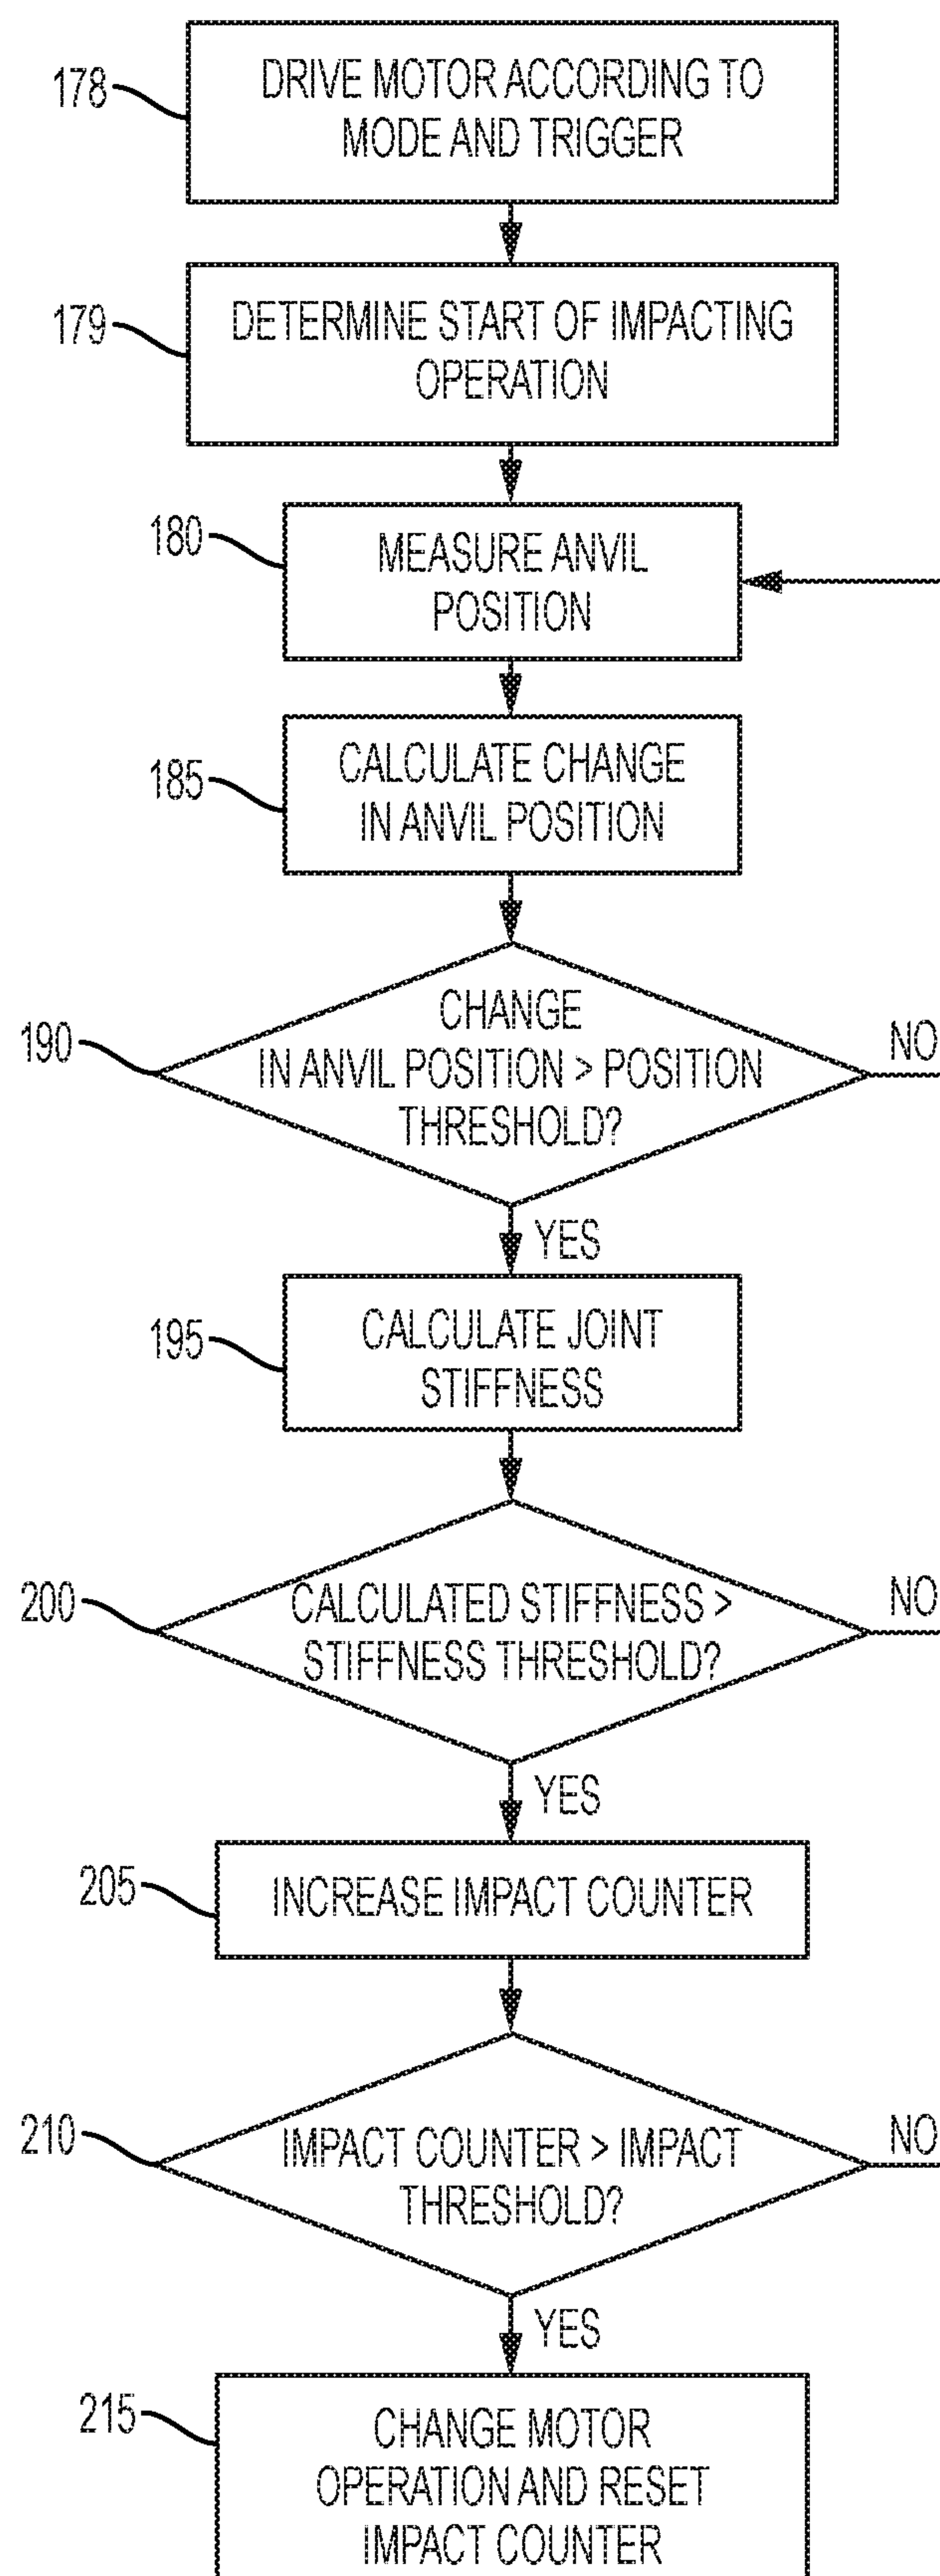 178
DRIVE MOTOR ACCORDING TO
MODE AND TRIGGER
179
DETERMINE START OF IMPACTING
OPERATION
180
MEASURE ANVIL
POSITION
185
CALCULATE CHANGE
IN ANVIL POSITION
190
CHANGE
IN ANVIL POSITION > POSITION
THRESHOLD?
NO
YES
195
CALCULATE JOINT
STIFFNESS
200
CALCULATED STIFFNESS >
STIFFNESS THRESHOLD?
NO
YES
205
INCREASE IMPACT COUNTER
210
IMPACT COUNTER > IMPACT
THRESHOLD?
NO
YES
215
CHANGE MOTOR
OPERATION AND RESET
IMPACT COUNTER